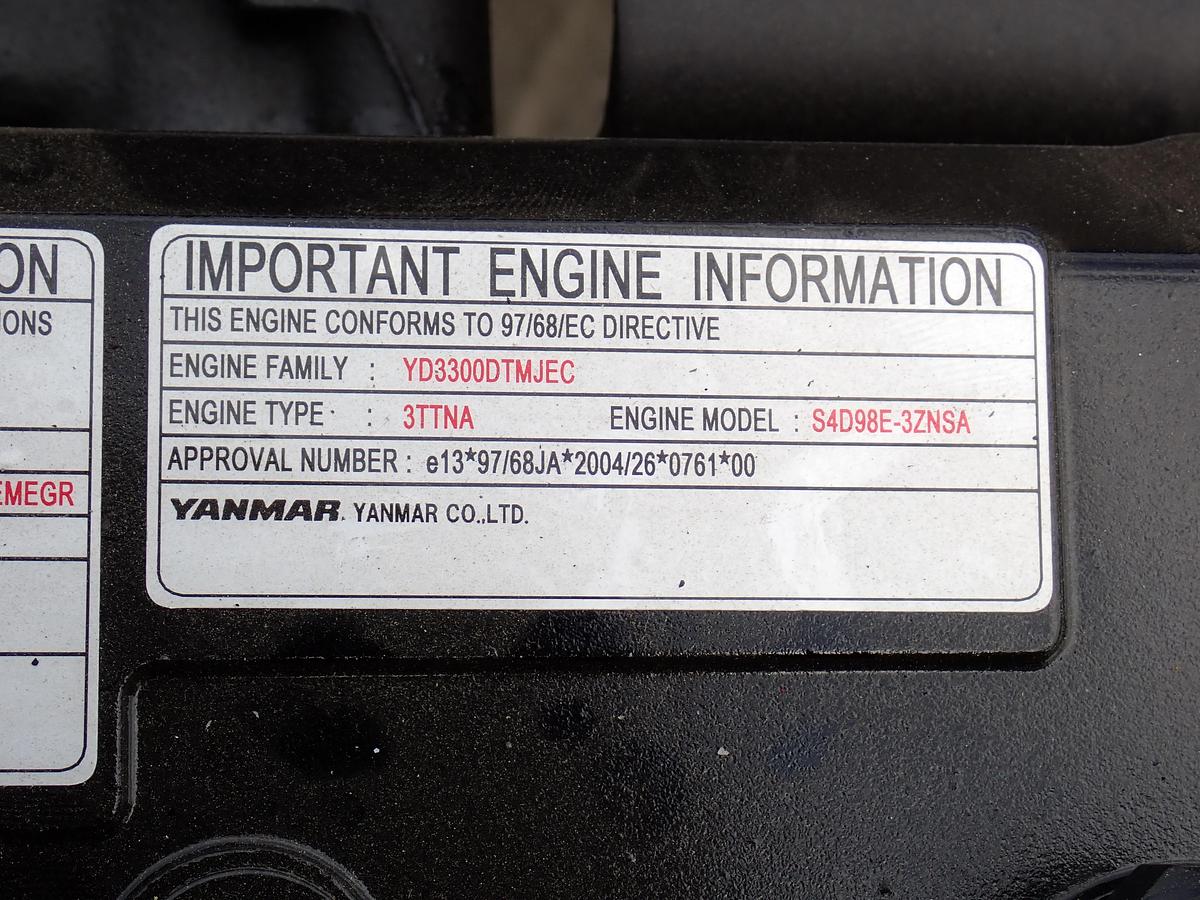 ON
IONS
EMEGR
IMPORTANT ENGINE INFORMATION
THIS ENGINE CONFORMS TO 97/68/EC DIRECTIVE
ENGINE FAMILY : YD3300DTMJEC
ENGINE TYPE : 3TTNA ENGINE MODEL : S4D98E-3ZNSA
APPROVAL NUMBER : e13*97/68JA*2004/26*0761*00
YANMAR. YANMAR CO.,LTD.